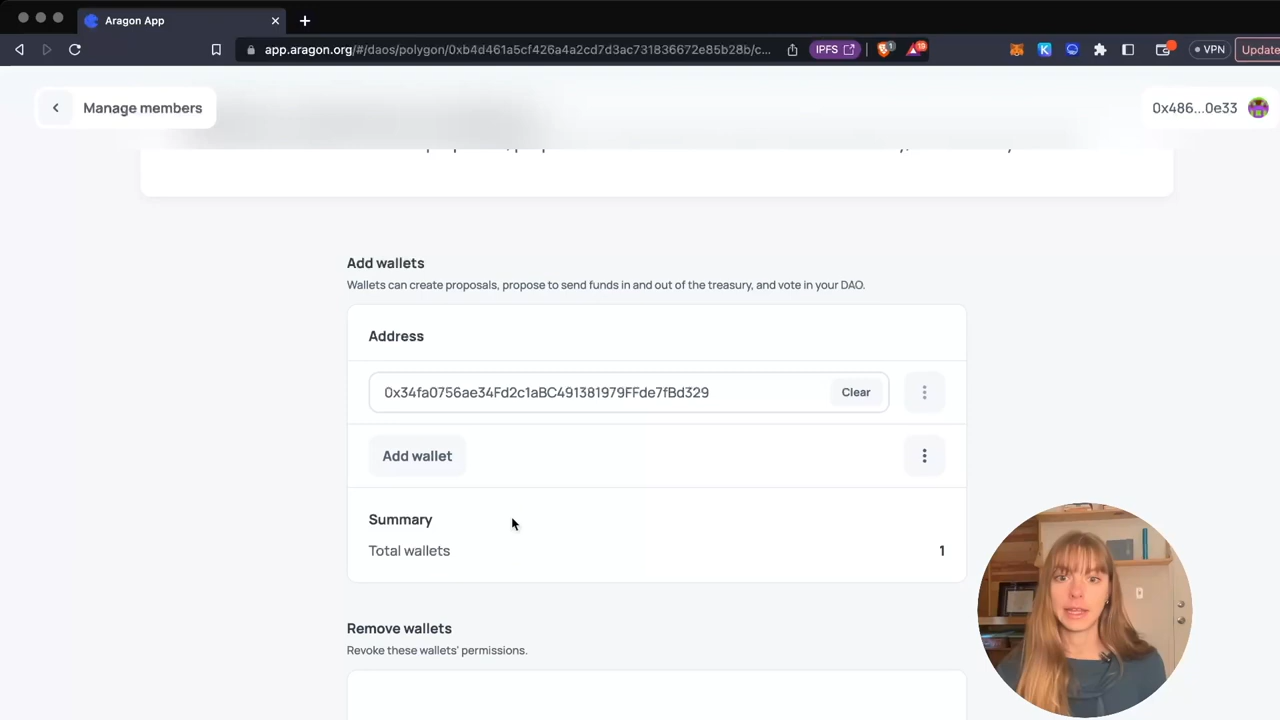 Aragon App
app.aragon.org/#/daos/polygon/0xb4d461a5cf426a4a2cd7d3ac731836672e85b28b/c...
IPFS
1
19
VPN
Update
Manage members
0x486...0e33
Add wallets
Wallets can create proposals, propose to send funds in and out of the treasury, and vote in your DAO.
Address
0x34fa0756ae34Fd2c1aBC491381979FFde7fBd329
Clear
Add wallet
Summary
Total wallets
1
Remove wallets
Revoke these wallets' permissions.